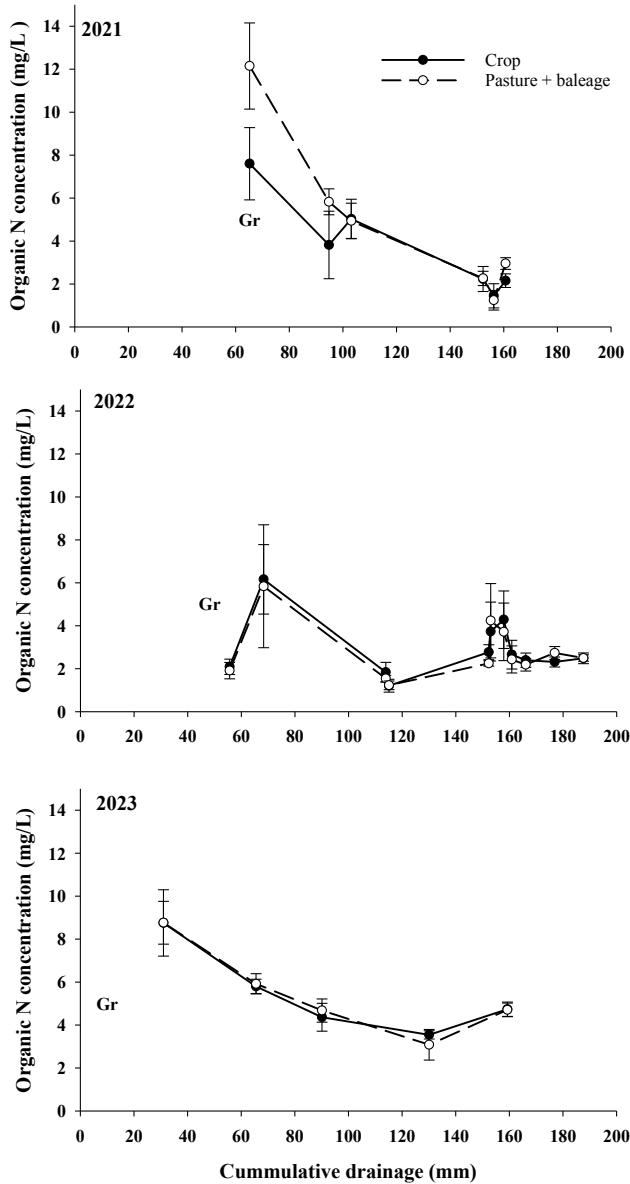 2021
Crop
Pasture + baleage
Gr
Organic N concentration (mg/L )
14
12
10
8
6
4
2
0
0 20 40 60 80 100 120 140 160 180 200
2022
Gr
Organic N concentration (mg/L)
14
12
10
8
6
4
2
0
0 20 40 60 80 100 120 140 160 180 200
2023
Gr
Organic N concentration (mg/L)
14
12
10
8
6
4
2
0
0 20 40 60 80 100 120 140 160 180 200
Cummulative drainage (mm)